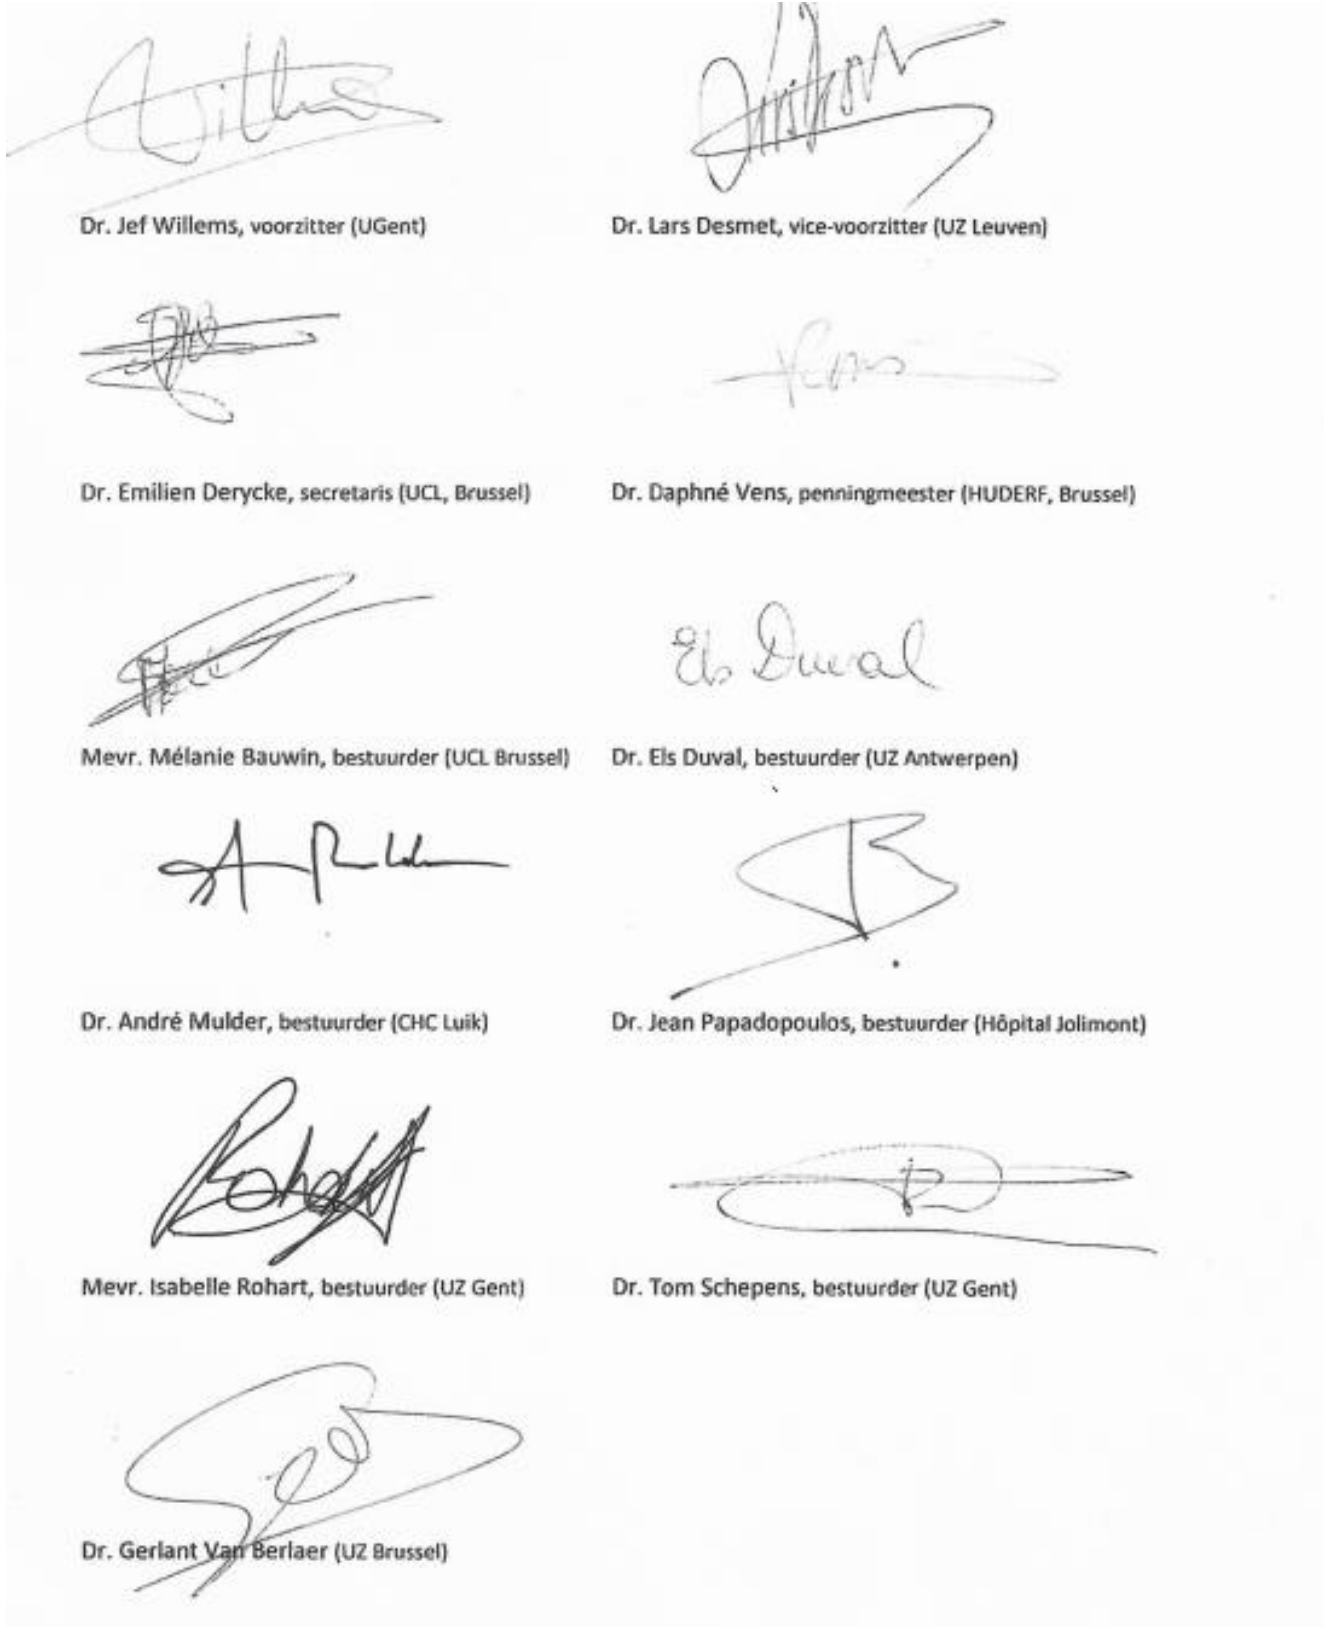 Willems
Dr. Jef Willems, voorzitter (UGent)
Dr. Lars Desmet, vice-voorzitter (UZ Leuven)
Vens
Dr. Emilien Derycke, secretaris (UCL, Brussel)
Dr. Daphné Vens, penningmeester (HUDERF, Brussel)
Els Duval
Mevr. Mélanie Bauwin, bestuurder (UCL Brussel)
Dr. Els Duval, bestuurder (UZ Antwerpen)
Dr. André Mulder, bestuurder (CHC Luik)
Dr. Jean Papadopoulos, bestuurder (Hôpital Jolimont)
Mevr. Isabelle Rohart, bestuurder (UZ Gent)
Dr. Tom Schepens, bestuurder (UZ Gent)
Dr. Gerlant Van Berlaer (UZ Brussel)